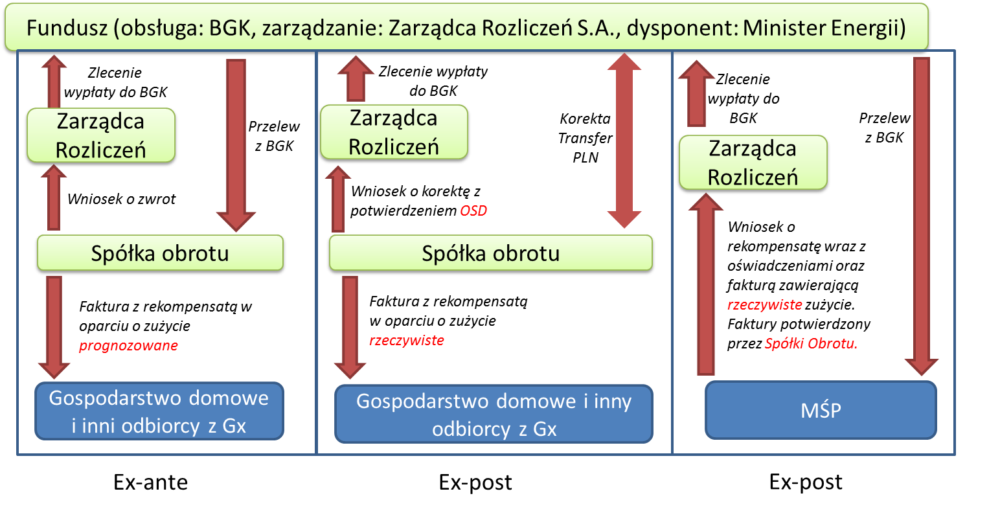 Fundusz (obsługa: BGK, zarządzanie: Zarządca Rozliczeń S.A., dysponent: Minister Energii)
Zlecenie
wypłaty do BGK
Zarządca
Rozliczeń
Przelew
z BGK
Wniosek o zwrot
Spółka obrotu
Faktura z rekompensatą w
oparciu o zużycie
prognozowane
Gospodarstwo domowe
i inni odbiorcy z Gx
Ex-ante
Zlecenie wypłaty
do BGK
Zarządca
Rozliczeń
Korekta
Transfer
PLN
Wniosek o korektę z
potwierdzeniem OSD
Spółka obrotu
Faktura z rekompensatą
w oparciu o zużycie
rzeczywiste
Gospodarstwo domowe i inny
odbiorcy z Gx
Ex-post
Zlecenie
wypłaty do
BGK
Zarządca
Rozliczeń
Przelew
z BGK
Wniosek o
rekompensatę wraz z
oświadczeniami oraz
fakturą zawierającą
rzeczywiste zużycie.
Faktury potwierdzony
przez Spółki Obrotu.
MŚP
Ex-post